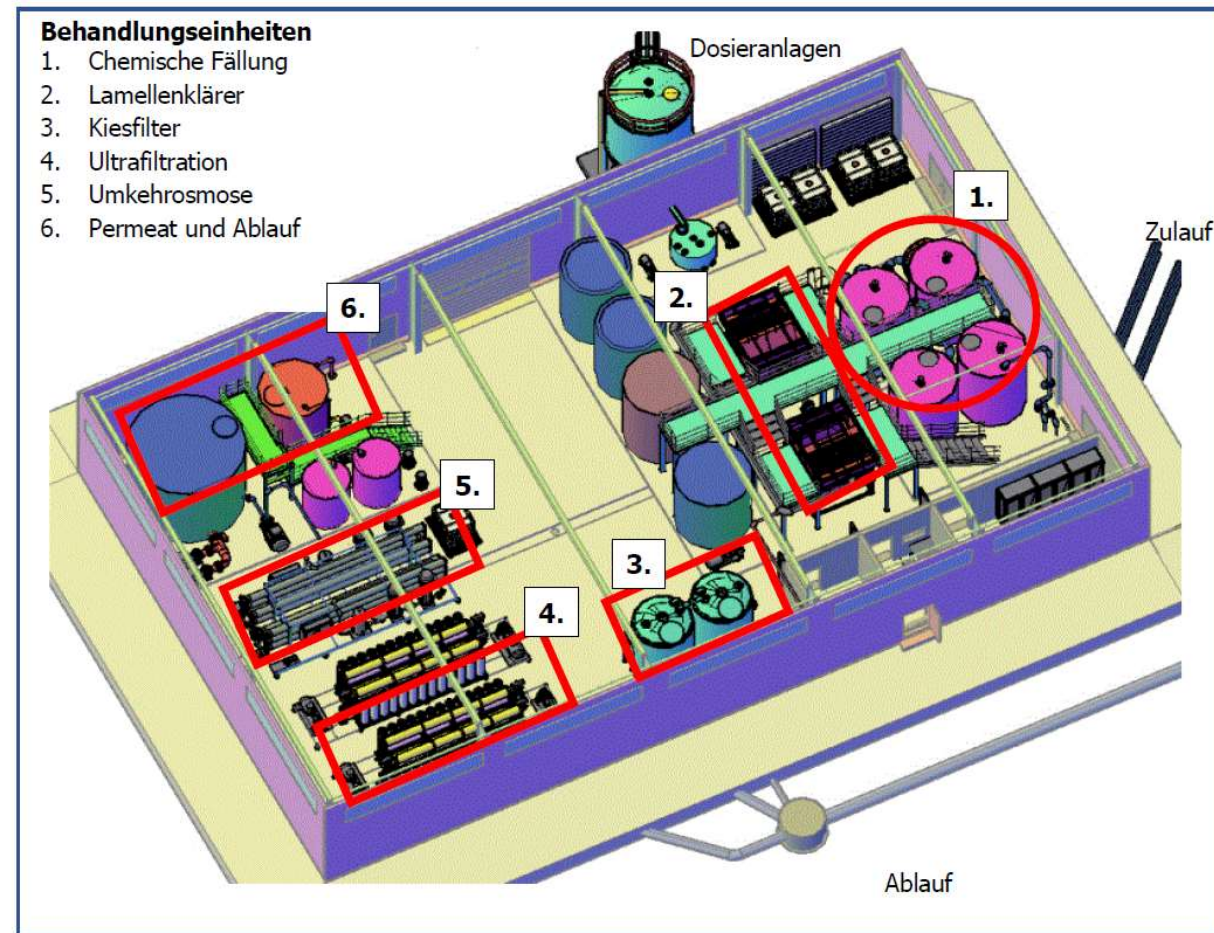 Behandlungseinheiten
1. Chemische Fällung
2. Lamellenklärer
3. Kiesfilter
4. Ultrafiltration
5. Umkehrosmose
6. Permeat und Ablauf
Dosieranlagen
1.
Zulauf
2.
6.
5.
3.
4.
Ablauf